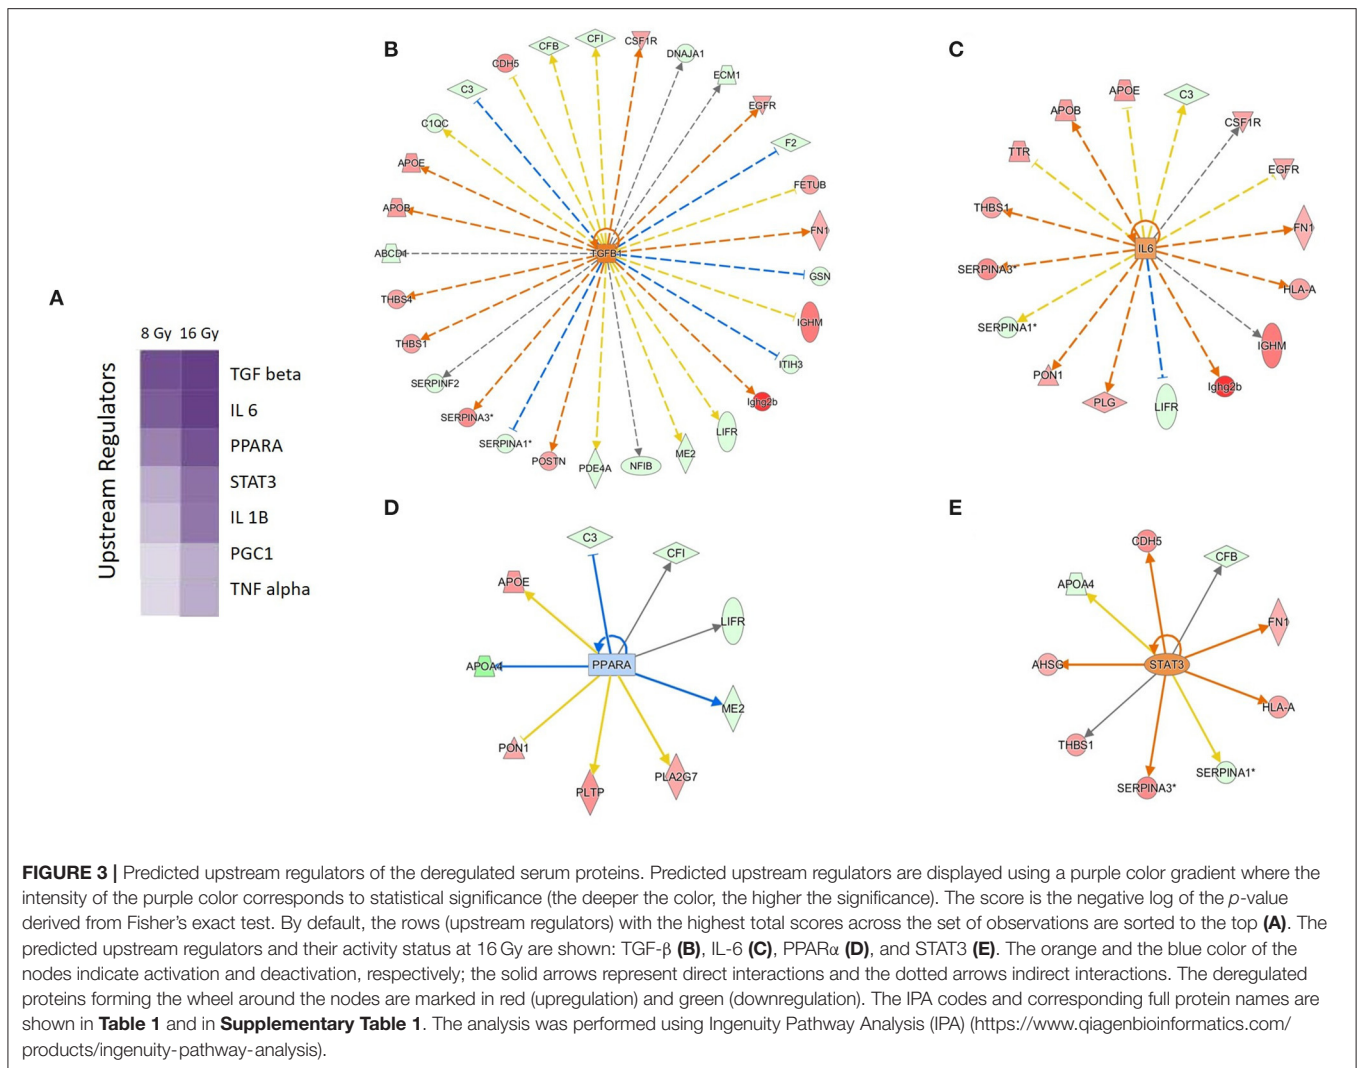 A
8 Gy 16 Gy
Upstream Regulators
TGF beta
IL 6
PPARA
STAT3
IL 1B
PGC1
TNF alpha
B
CFI
CSF1R
CFB
DNAJA1
CDH5
ECM1
C3
EGFR
C1QC
F2
APOE
FETUB
APOB
FN1
ABCD1
TGFB1
GSN
THBS4
IGHM
THBS1
ITIH3
SERPINF2
Ighg2b
SERPINA3*
LIFR
SERPINA1*
ME2
POSTN
NFIB
PDE4A
C
APOE
C3
APOB
CSF1R
TTR
EGFR
THBS1
FN1
IL6
SERPINA3*
HLA-A
SERPINA1*
IGHM
PON1
Ighg2b
PLG
LIFR
D
C3
CFI
APOE
LIFR
PPARA
ME2
PON1
PLA2G7
PLTP
E
CDH5
CFB
APOA4
FN1
AHSG
STAT3
HLA-A
THBS1
SERPINA1*
SERPINA3*
FIGURE 3 | Predicted upstream regulators of the deregulated serum proteins. Predicted upstream regulators are displayed using a purple color gradient where the
intensity of the purple color corresponds to statistical significance (the deeper the color, the higher the significance). The score is the negative log of the p-value
derived from Fisher's exact test. By default, the rows (upstream regulators) with the highest total scores across the set of observations are sorted to the top (A). The
predicted upstream regulators and their activity status at 16 Gy are shown: TGF-β (B), IL-6 (C), PPARα (D), and STAT3 (E). The orange and the blue color of the
nodes indicate activation and deactivation, respectively; the solid arrows represent direct interactions and the dotted arrows indirect interactions. The deregulated
proteins forming the wheel around the nodes are marked in red (upregulation) and green (downregulation). The IPA codes and corresponding full protein names are
shown in Table 1 and in Supplementary Table 1. The analysis was performed using Ingenuity Pathway Analysis (IPA) (https://www.qiagenbioinformatics.com/
products/ingenuity-pathway-analysis).